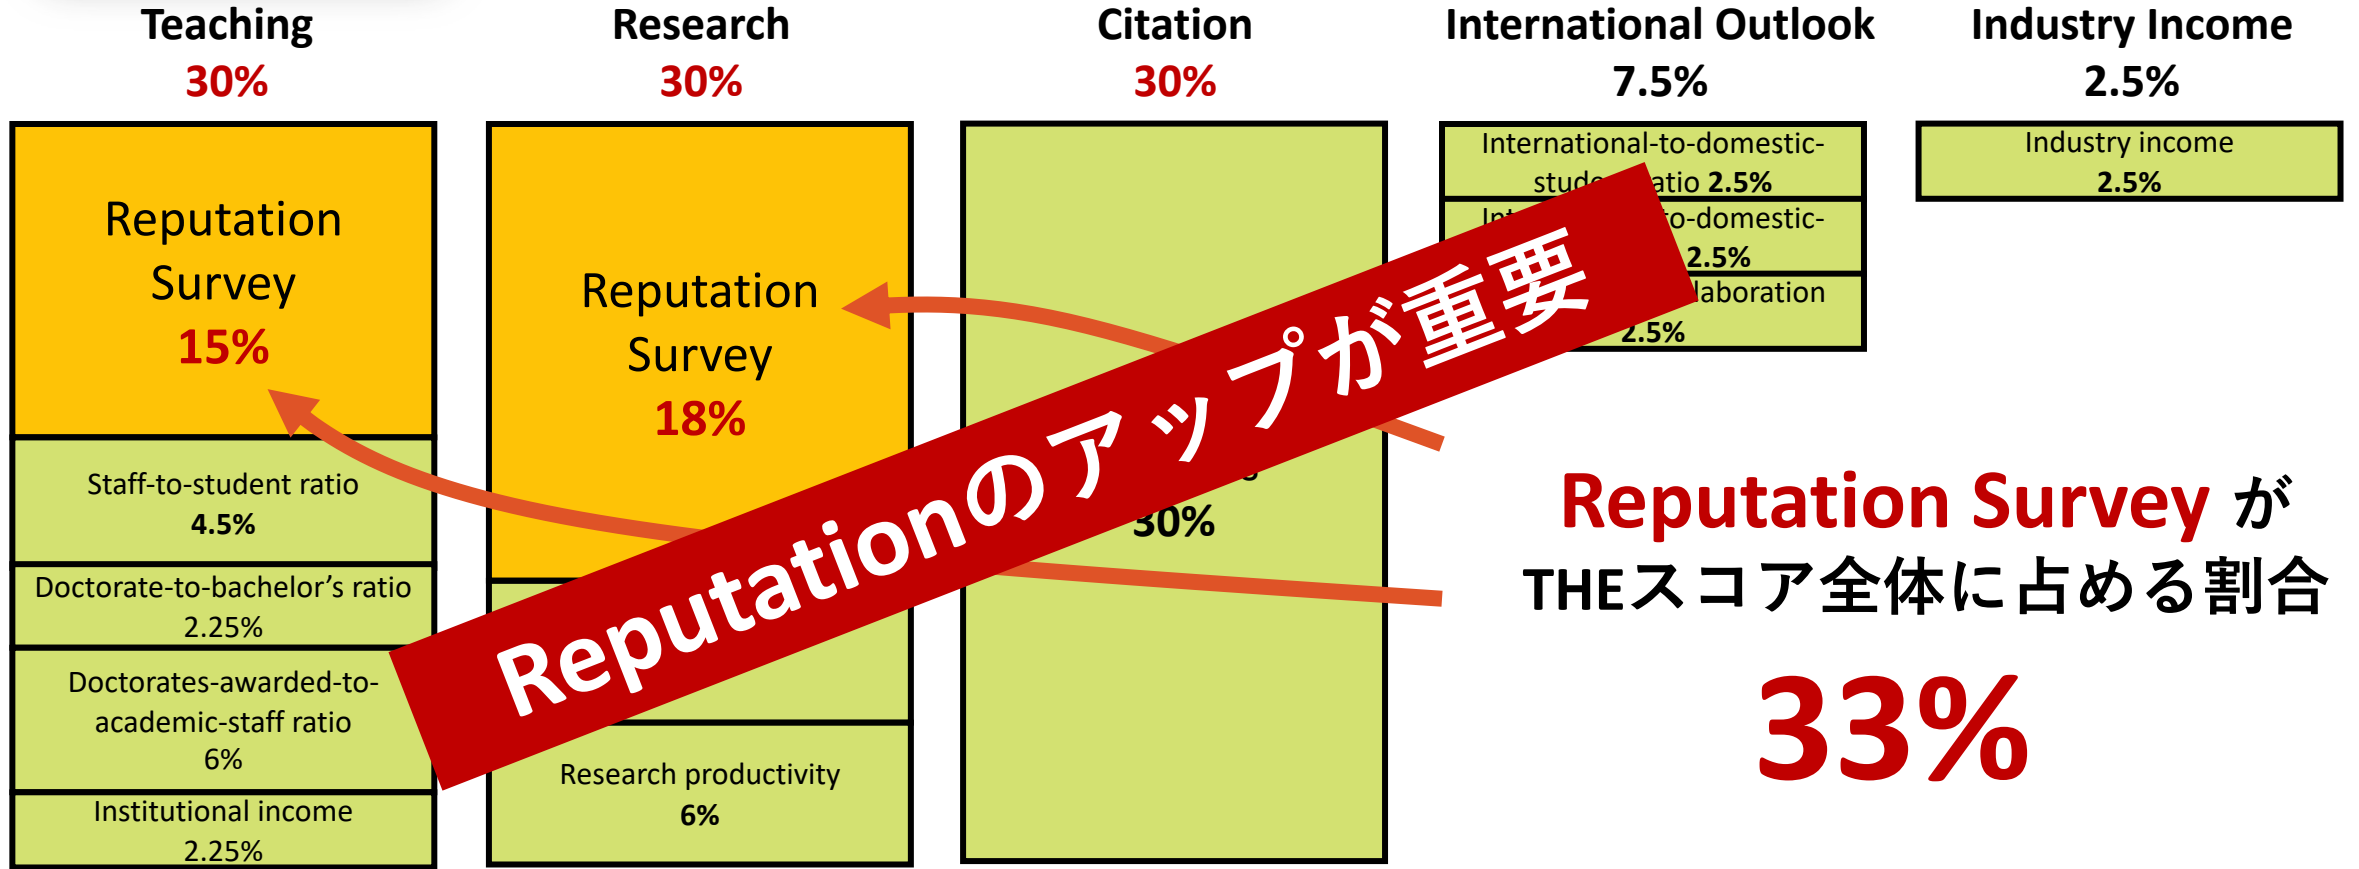 Teaching
30%
Reputation
Survey
15%
Staff-to-student ratio
4.5%
Doctorate-to-bachelor’s ratio
2.25%
Doctorates-awarded-to-
academic-staff ratio
6%
Institutional income
2.25%
Research
30%
Reputation
Survey
18%
Research productivity
6%
Citation
30%
30%
International Outlook
7.5%
International-to-domestic-
2.5%
to-domestic-
2.5%
2.5%
Industry Income
2.5%
Industry income
2.5%
Reputationのアップが重要
Reputation Survey が
THEスコア全体に占める割合
33%